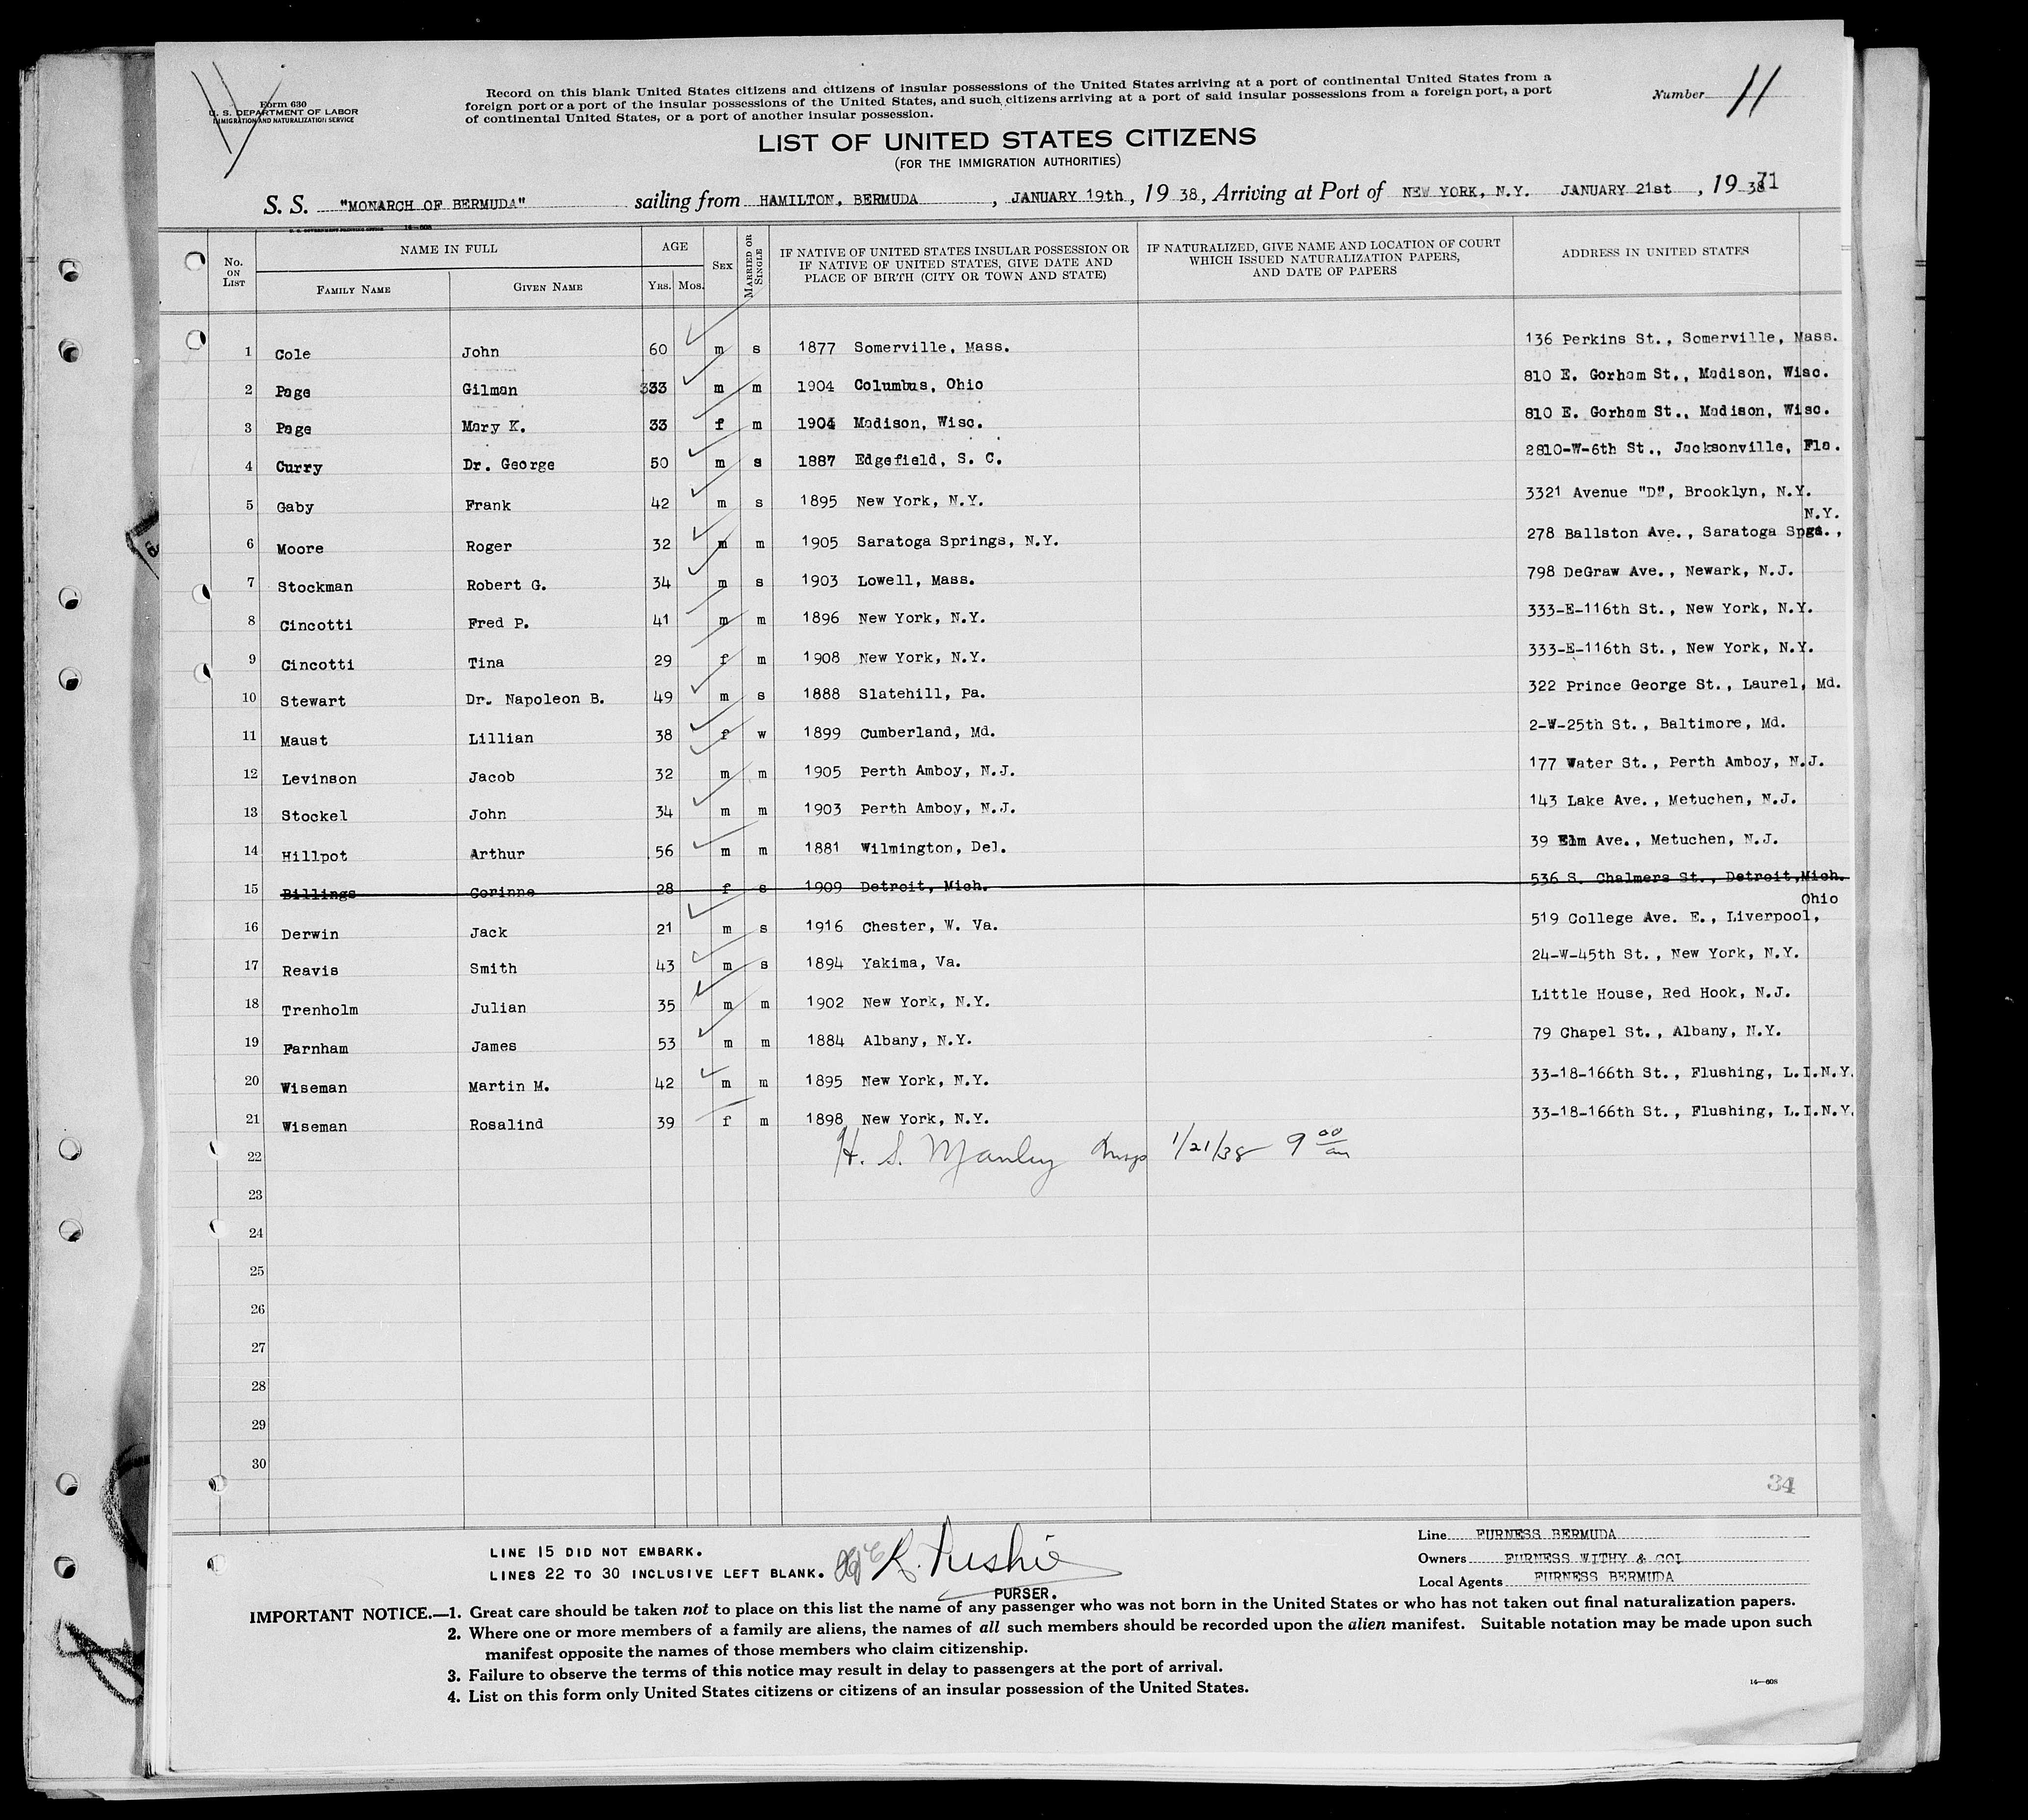 Form 630
U. S. DEPARTMENT OF LABOR
IMMIGRATION AND NATURALIZATION SERVICE
Record on this blank United States citizens and citizens of insular possessions of the United States arriving at a port of continental United States from a
foreign port or a port of the insular possessions of the United States, and such citizens arriving at a port of said insular possessions from a foreign port, a port
of continental United States, or a port of another insular possession.
Number 11
LIST OF UNITED STATES CITIZENS
(FOR THE IMMIGRATION AUTHORITIES)
S. S. "MONARCH OF BERMUDA" sailing from HAMILTON, BERMUDA, JANUARY 19th, 19 38, Arriving at Port of NEW YORK, N.Y. JANUARY 21st, 19 38
71
U. S. GOVERNMENT PRINTING OFFICE 14—608
No. ON LIST NAME IN FULL FAMILY NAME GIVEN NAME AGE YRS. MOS. SEX MARRIED OR SINGLE IF NATIVE OF UNITED STATES INSULAR POSSESSION OR IF NATIVE OF UNITED STATES, GIVE DATE AND PLACE OF BIRTH (CITY OR TOWN AND STATE) IF NATURALIZED, GIVE NAME AND LOCATION OF COURT WHICH ISSUED NATURALIZATION PAPERS, AND DATE OF PAPERS ADDRESS IN UNITED STATES
1 Cole John 60 m s 1877 Somerville, Mass. 136 Perkins St., Somerville, Mass.
2 Page Gilman 333 m m 1904 Columbus, Ohio 810 E. Gorham St., Madison, Wisc.
3 Page Mary K. 33 f m 1904 Madison, Wisc. 810 E. Gorham St., Madison, Wisc.
4 Curry Dr. George 50 m s 1887 Edgefield, S. C. 2810-W-6th St., Jacksonville, Fla.
5 Gaby Frank 42 m s 1895 New York, N.Y. 3321 Avenue "D", Brooklyn, N.Y.
N.Y.
6 Moore Roger 32 m m 1905 Saratoga Springs, N.Y. 278 Ballston Ave., Saratoga Spgs.,
7 Stockman Robert G. 34 m s 1903 Lowell, Mass. 798 DeGraw Ave., Newark, N.J.
8 Cincotti Fred P. 41 m m 1896 New York, N.Y. 333-E-116th St., New York, N.Y.
9 Cincotti Tina 29 f m 1908 New York, N.Y. 333-E-116th St., New York, N.Y.
10 Stewart Dr. Napoleon B. 49 m s 1888 Slatehill, Pa. 322 Prince George St., Laurel, Md.
11 Maust Lillian 38 f w 1899 Cumberland, Md. 2-W-25th St., Baltimore, Md.
12 Levinson Jacob 32 m m 1905 Perth Amboy, N.J. 177 Water St., Perth Amboy, N.J.
13 Stockel John 34 m m 1903 Perth Amboy, N.J. 143 Lake Ave., Metuchen, N.J.
14 Hillpot Arthur 56 m m 1881 Wilmington, Del. 39 Elm Ave., Metuchen, N.J.
15 Billings Corinne 28 f s 1909 Detroit, Mich. 536 S. Chalmers St., Detroit, Mich.
Ohio
16 Derwin Jack 21 m s 1916 Chester, W. Va. 519 College Ave. E., Liverpool,
17 Reavis Smith 43 m s 1894 Yakima, Va. 24-W-45th St., New York, N.Y.
18 Trenholm Julian 35 m m 1902 New York, N.Y. Little House, Red Hook, N.J.
19 Farnham James 53 m m 1884 Albany, N.Y. 79 Chapel St., Albany, N.Y.
20 Wiseman Martin M. 42 m m 1895 New York, N.Y. 33-18-166th St., Flushing, L.I.N.Y.
21 Wiseman Rosalind 39 f m 1898 New York, N.Y. 33-18-166th St., Flushing, L.I.N.Y.
22 H. S. Manley Insp 1/21/38 9 00 am
23
24
25
26
27
28
29
30
34
LINE 15 DID NOT EMBARK.
LINES 22 TO 30 INCLUSIVE LEFT BLANK.
PURSER.
Line FURNESS BERMUDA
Owners FURNESS WITHY & COL
Local Agents FURNESS BERMUDA
IMPORTANT NOTICE.—1. Great care should be taken not to place on this list the name of any passenger who was not born in the United States or who has not taken out final naturalization papers.
2. Where one or more members of a family are aliens, the names of all such members should be recorded upon the alien manifest. Suitable notation may be made upon such
manifest opposite the names of those members who claim citizenship.
3. Failure to observe the terms of this notice may result in delay to passengers at the port of arrival.
4. List on this form only United States citizens or citizens of an insular possession of the United States.
14—608